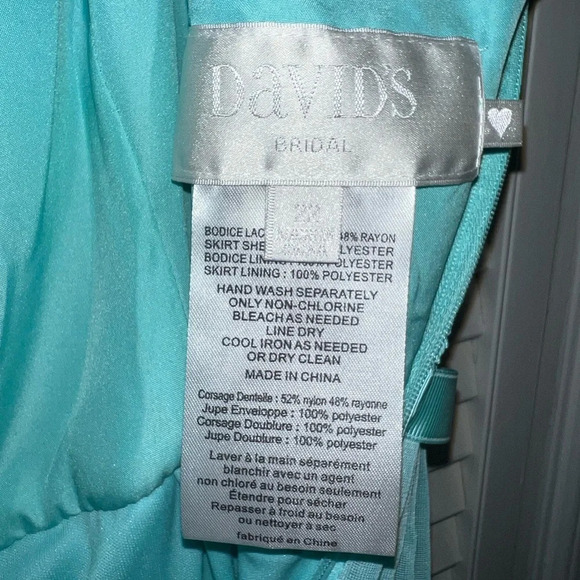 DaVID'S
BRIDAL
BODICE LAC 48% RAYON
SKIRT SHE LYESTER
BODICE LIN 100% POLYESTER
SKIRT LINING : 100% POLYESTER
HAND WASH SEPARATELY
ONLY NON-CHLORINE
BLEACH AS NEEDED
LINE DRY
COOL IRON AS NEEDED
OR DRY CLEAN
MADE IN CHINA
Corsage Dentelle : 52% nylon 48% rayonne
Jupe Enveloppe : 100% polyester
Corsage Doublure : 100% polyester
Jupe Doublure : 100% polyester
Laver à la main séparément
blanchir avec un agent
non chloré au besoin seulement
Étendre pour sécher
Repasser à froid au besoin
ou nettoyer à sec
fabriqué en Chine